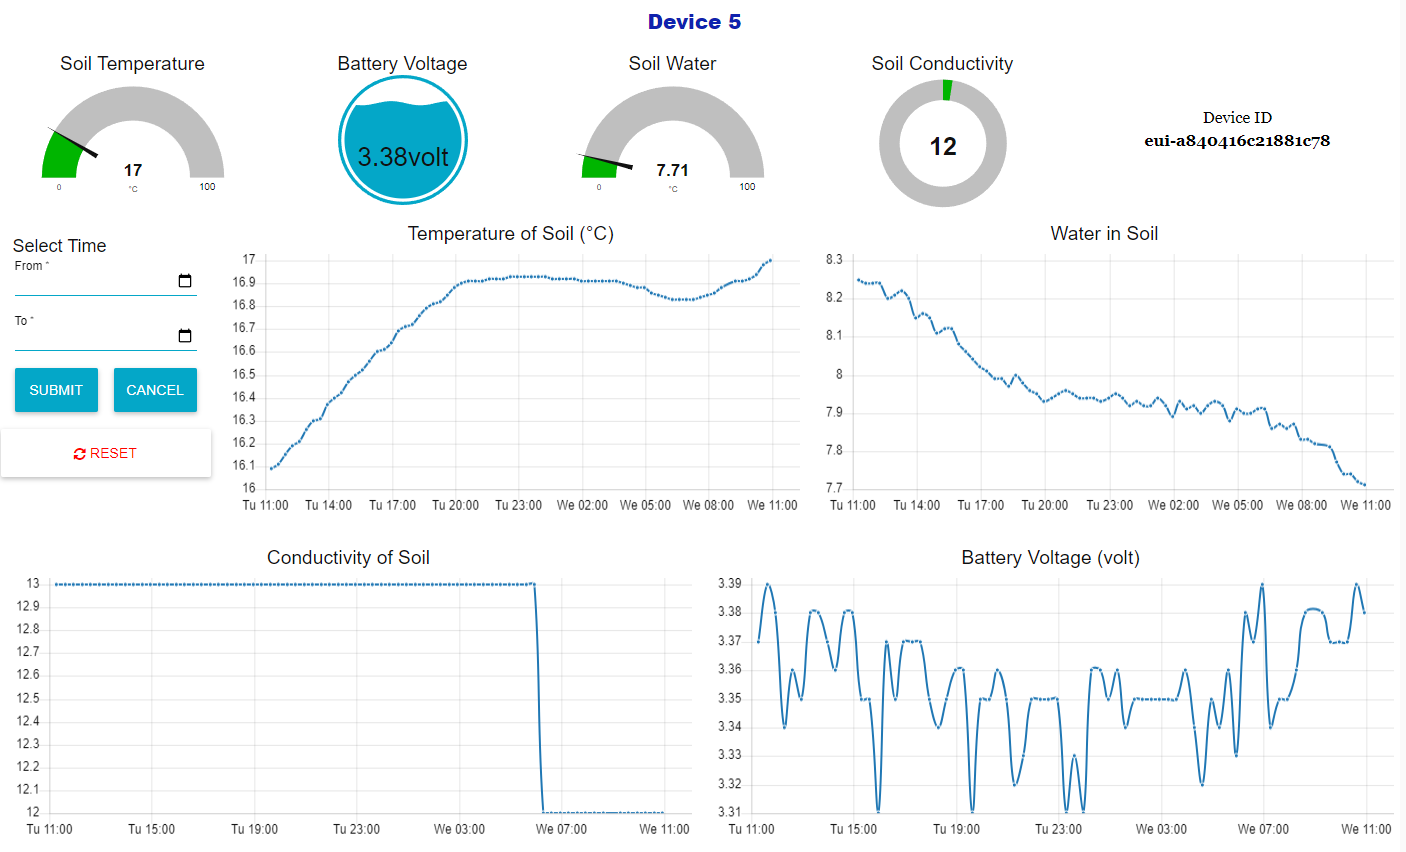 Device 5
Soil Temperature
17
°C
0
100
Battery Voltage
3.38volt
Soil Water
7.71
°C
0
100
Soil Conductivity
12
Device ID
eui-a840416c21881c78
Select Time
From *
To *
SUBMIT
CANCEL
RESET
Temperature of Soil (°C)
17
16.9
16.8
16.7
16.6
16.5
16.4
16.3
16.2
16.1
16
Tu 11:00 Tu 14:00 Tu 17:00 Tu 20:00 Tu 23:00 We 02:00 We 05:00 We 08:00 We 11:00
Water in Soil
8.3
8.2
8.1
8
7.9
7.8
7.7
Tu 11:00 Tu 14:00 Tu 17:00 Tu 20:00 Tu 23:00 We 02:00 We 05:00 We 08:00 We 11:00
Conductivity of Soil
13
12.9
12.8
12.7
12.6
12.5
12.4
12.3
12.2
12.1
12
Tu 11:00 Tu 15:00 Tu 19:00 Tu 23:00 We 03:00 We 07:00 We 11:00
Battery Voltage (volt)
3.39
3.38
3.37
3.36
3.35
3.34
3.33
3.32
3.31
Tu 11:00 Tu 15:00 Tu 19:00 Tu 23:00 We 03:00 We 07:00 We 11:00